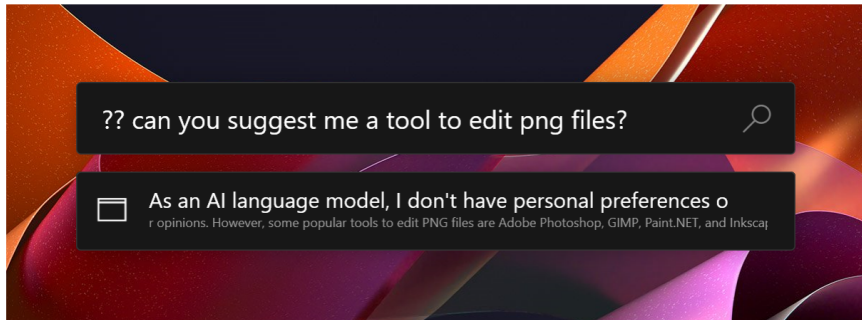 ?? can you suggest me a tool to edit png files?
As an AI language model, I don't have personal preferences o
r opinions. However, some popular tools to edit PNG files are Adobe Photoshop, GIMP, Paint.NET, and Inkscap